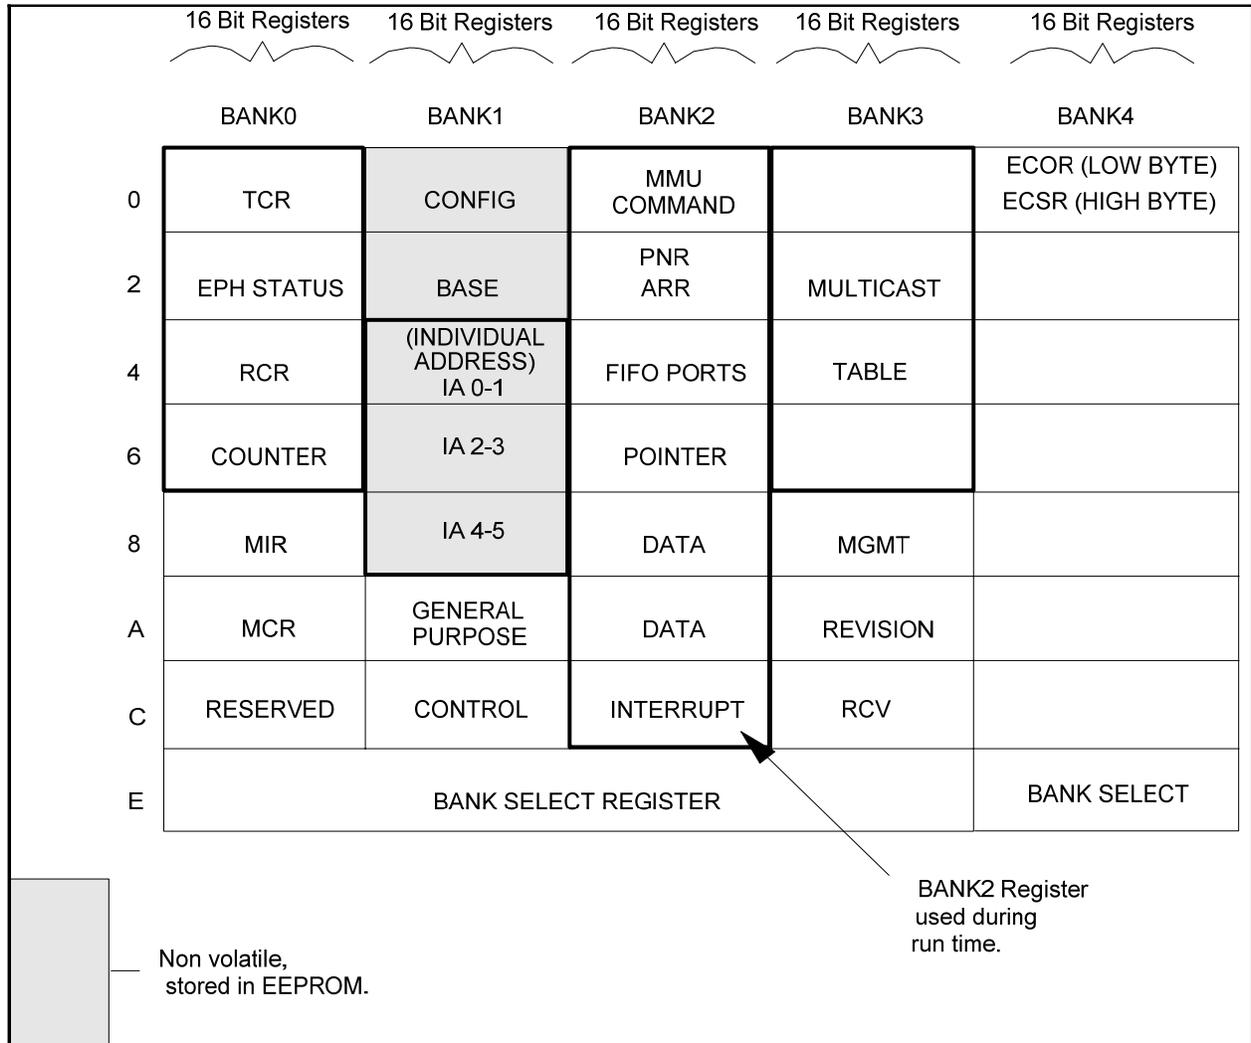 16 Bit Registers 16 Bit Registers 16 Bit Registers 16 Bit Registers 16 Bit Registers
BANK0 BANK1 BANK2 BANK3 BANK4
0 TCR CONFIG MMU COMMAND ECOR (LOW BYTE) ECSR (HIGH BYTE)
2 EPH STATUS BASE PNR ARR MULTICAST
4 RCR (INDIVIDUAL ADDRESS) IA 0-1 FIFO PORTS TABLE
6 COUNTER IA 2-3 POINTER
8 MIR IA 4-5 DATA MGMT
A MCR GENERAL PURPOSE DATA REVISION
C RESERVED CONTROL INTERRUPT RCV
E BANK SELECT REGISTER BANK SELECT
BANK2 Register
used during
run time.
Non volatile,
stored in EEPROM.